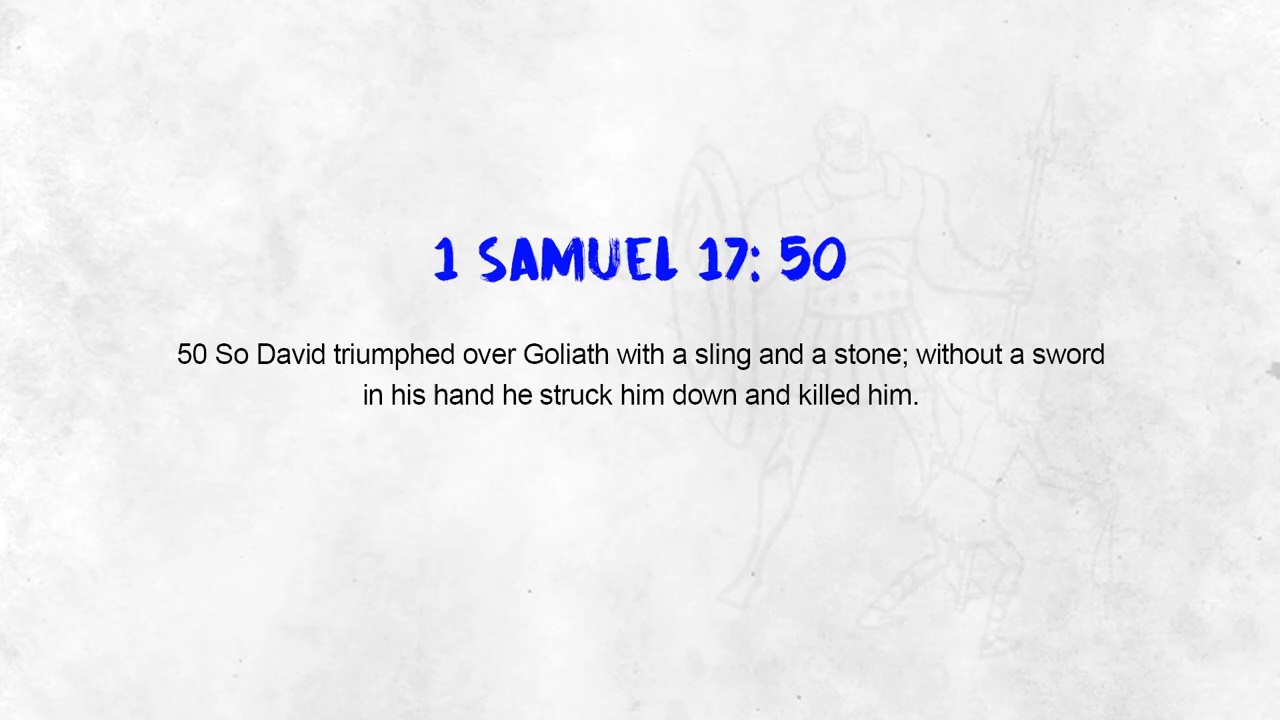 1 SAMUEL 17: 50
50 So David triumphed over Goliath with a sling and a stone; without a sword
in his hand he struck him down and killed him.